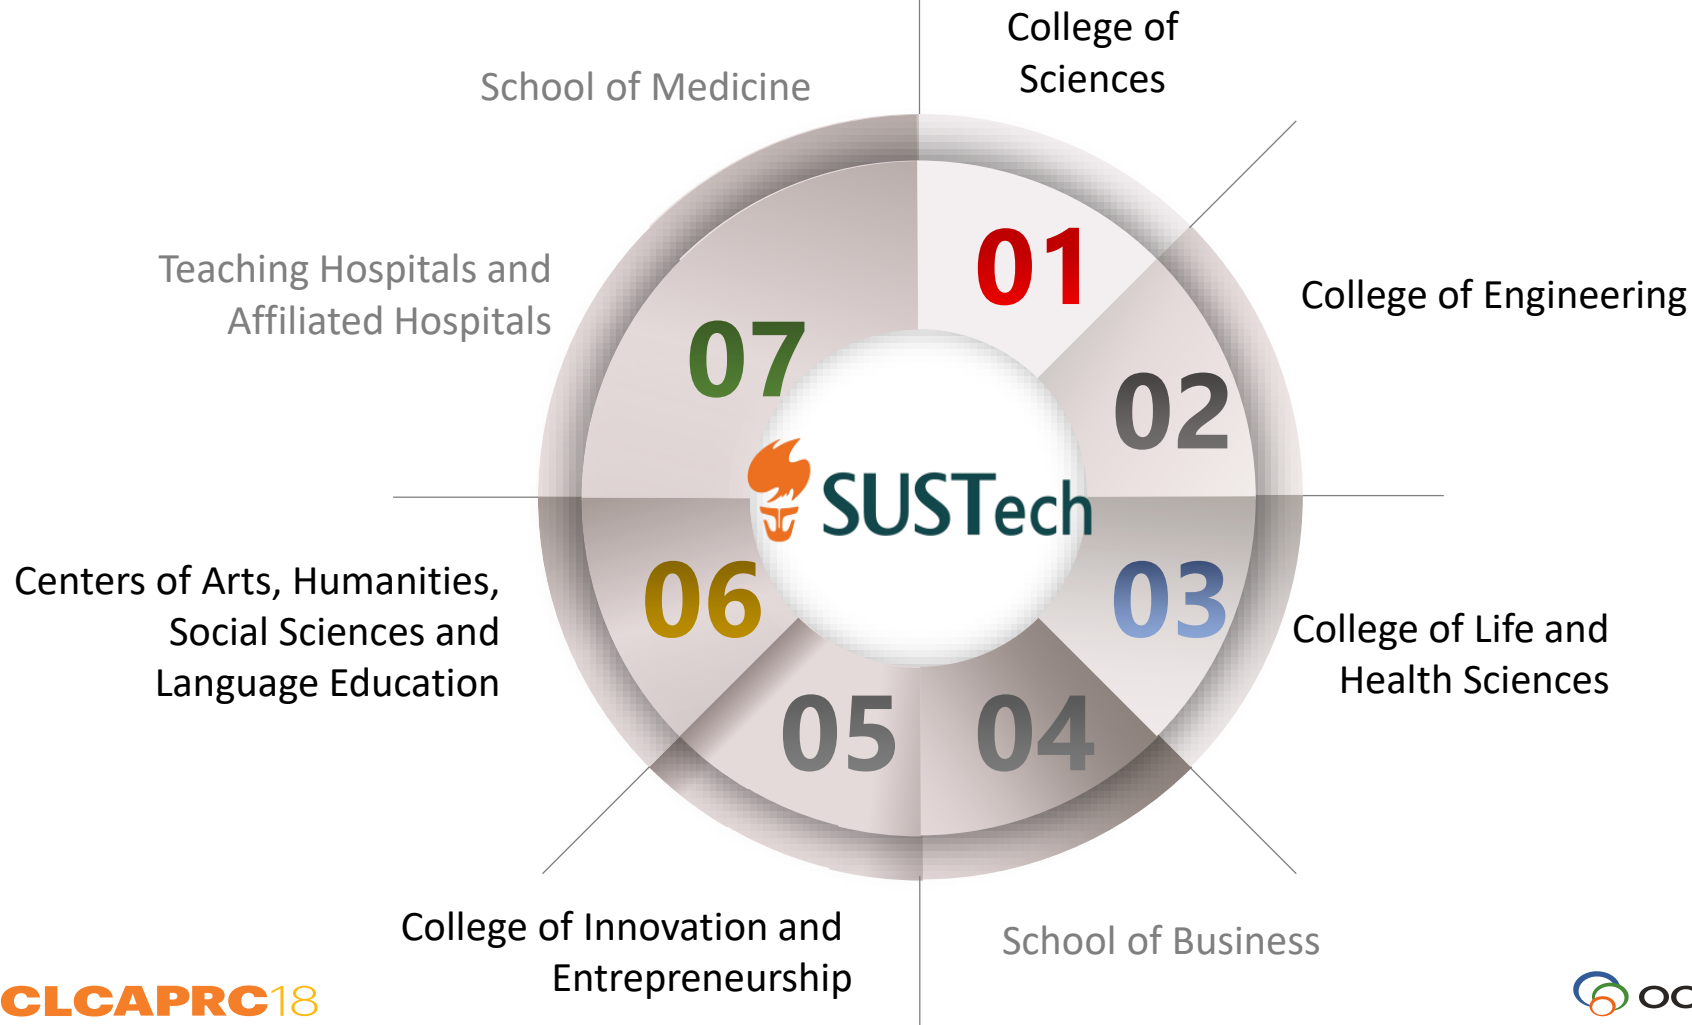 College of
Sciences
School of Medicine
01
Teaching Hospitals and
Affiliated Hospitals
College of Engineering
07
02
SUSTech
Centers of Arts, Humanities,
Social Sciences and
Language Education
06
03
College of Life and
Health Sciences
05
04
College of Innovation and
Entrepreneurship
School of Business
CLCAPRC18